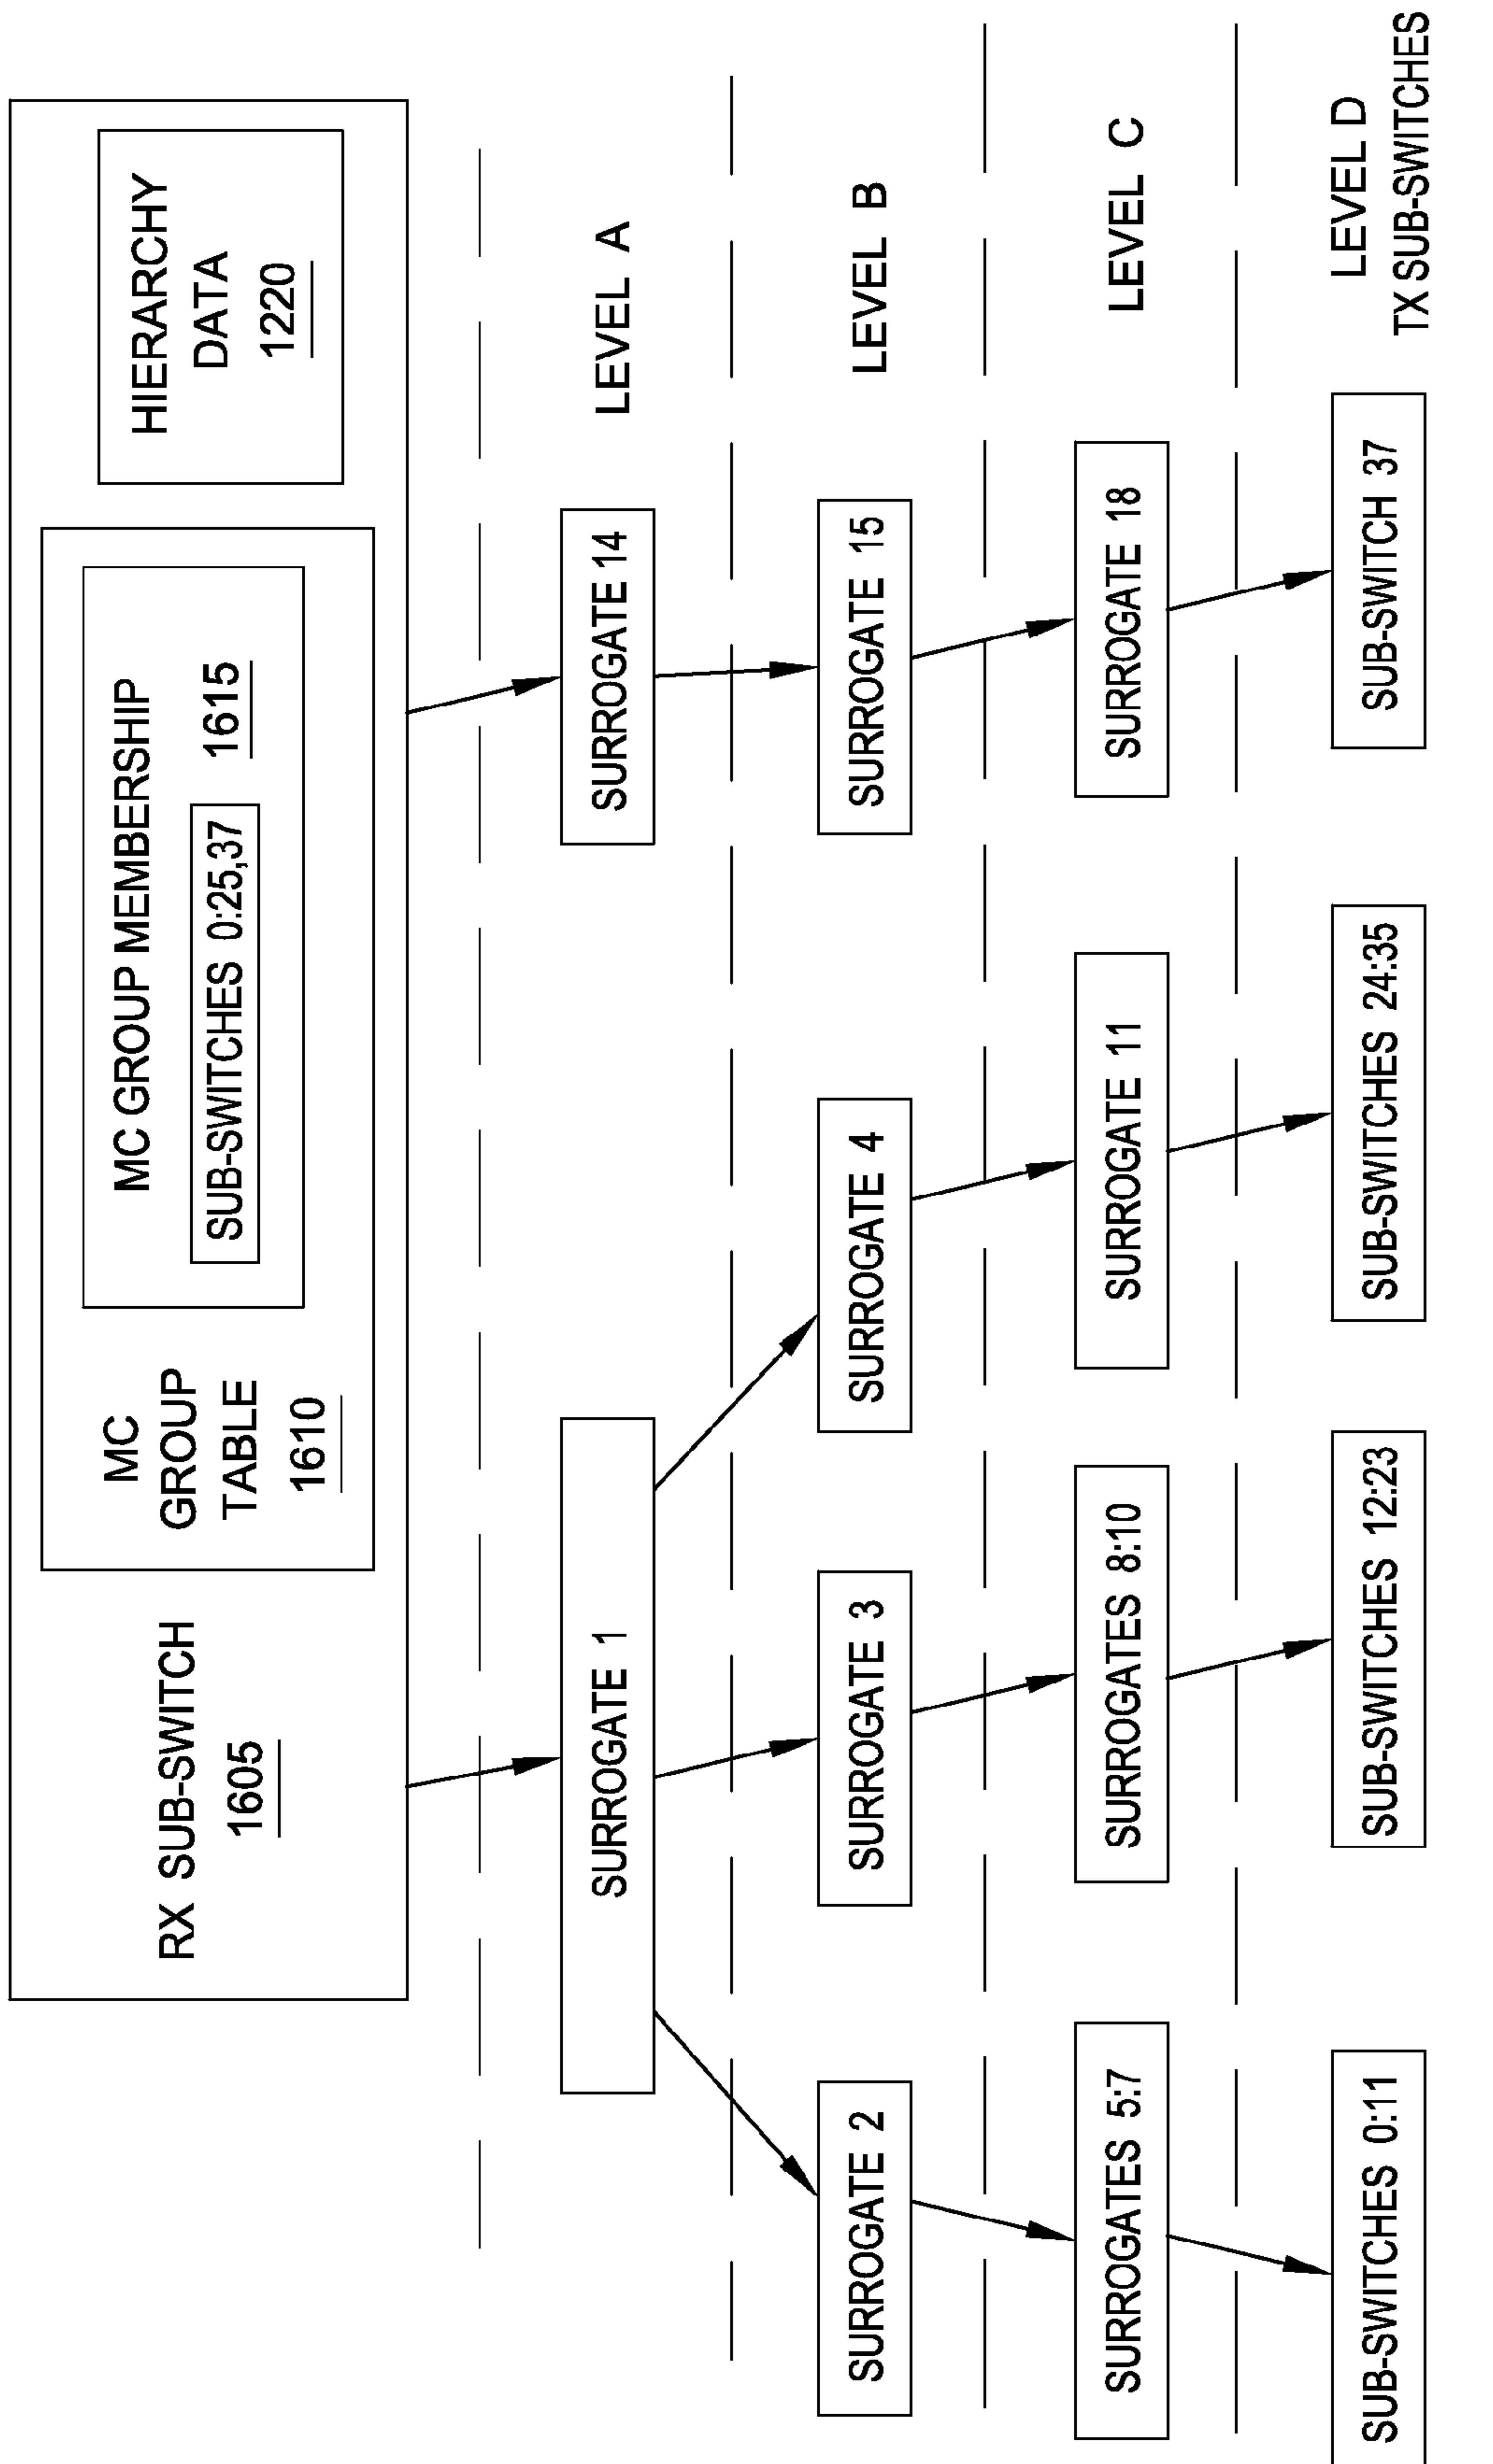 RX SUB-SWITCH
1605
MC
GROUP
TABLE
1610
MC GROUP MEMBERSHIP
SUB-SWITCHES 0:25,37
1615
HIERARCHY
DATA
1220
SURROGATE 1
SURROGATE 14
LEVEL A
SURROGATE 2
SURROGATE 3
SURROGATE 4
SURROGATE 15
LEVEL B
SURROGATES 5:7
SURROGATES 8:10
SURROGATE 11
SURROGATE 18
LEVEL C
SUB-SWITCHES 0:11
SUB-SWITCHES 12:23
SUB-SWITCHES 24:35
SUB-SWITCH 37
LEVEL D
TX SUB-SWITCHES